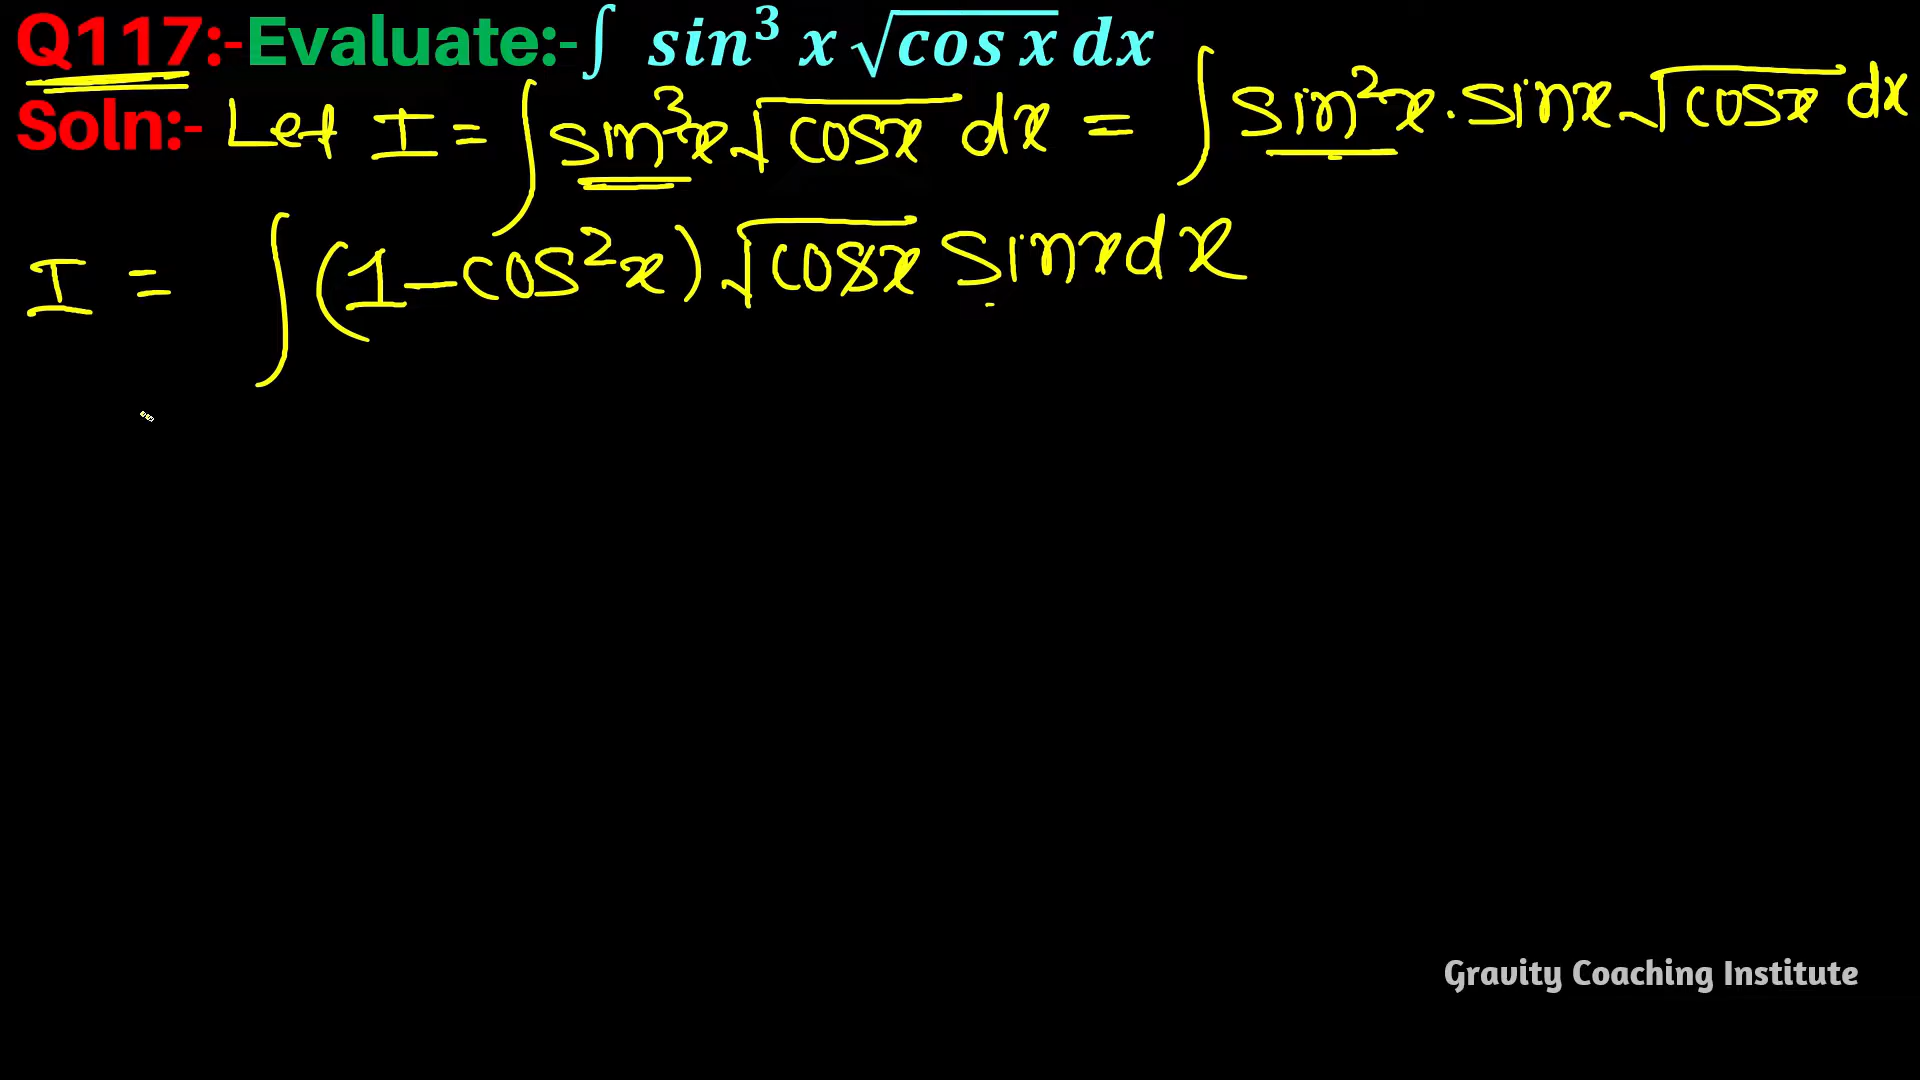 Q117:-Evaluate:-∫ sin³ x √cos x dx
Soln:- Let I = ∫ sin³x √cosx dx = ∫ sin²x · sinx √cosx dx
I = ∫ (1-cos²x) √cosx sinx dx
Gravity Coaching Institute